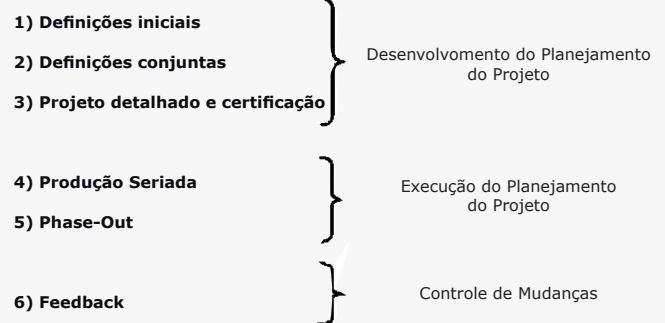 1) Definições iniciais
2) Definições conjuntas
3) Projeto detalhado e certificação
Desenvolvomento do Planejamento
do Projeto
4) Produção Seriada
5) Phase-Out
Execução do Planejamento
do Projeto
6) Feedback
Controle de Mudanças